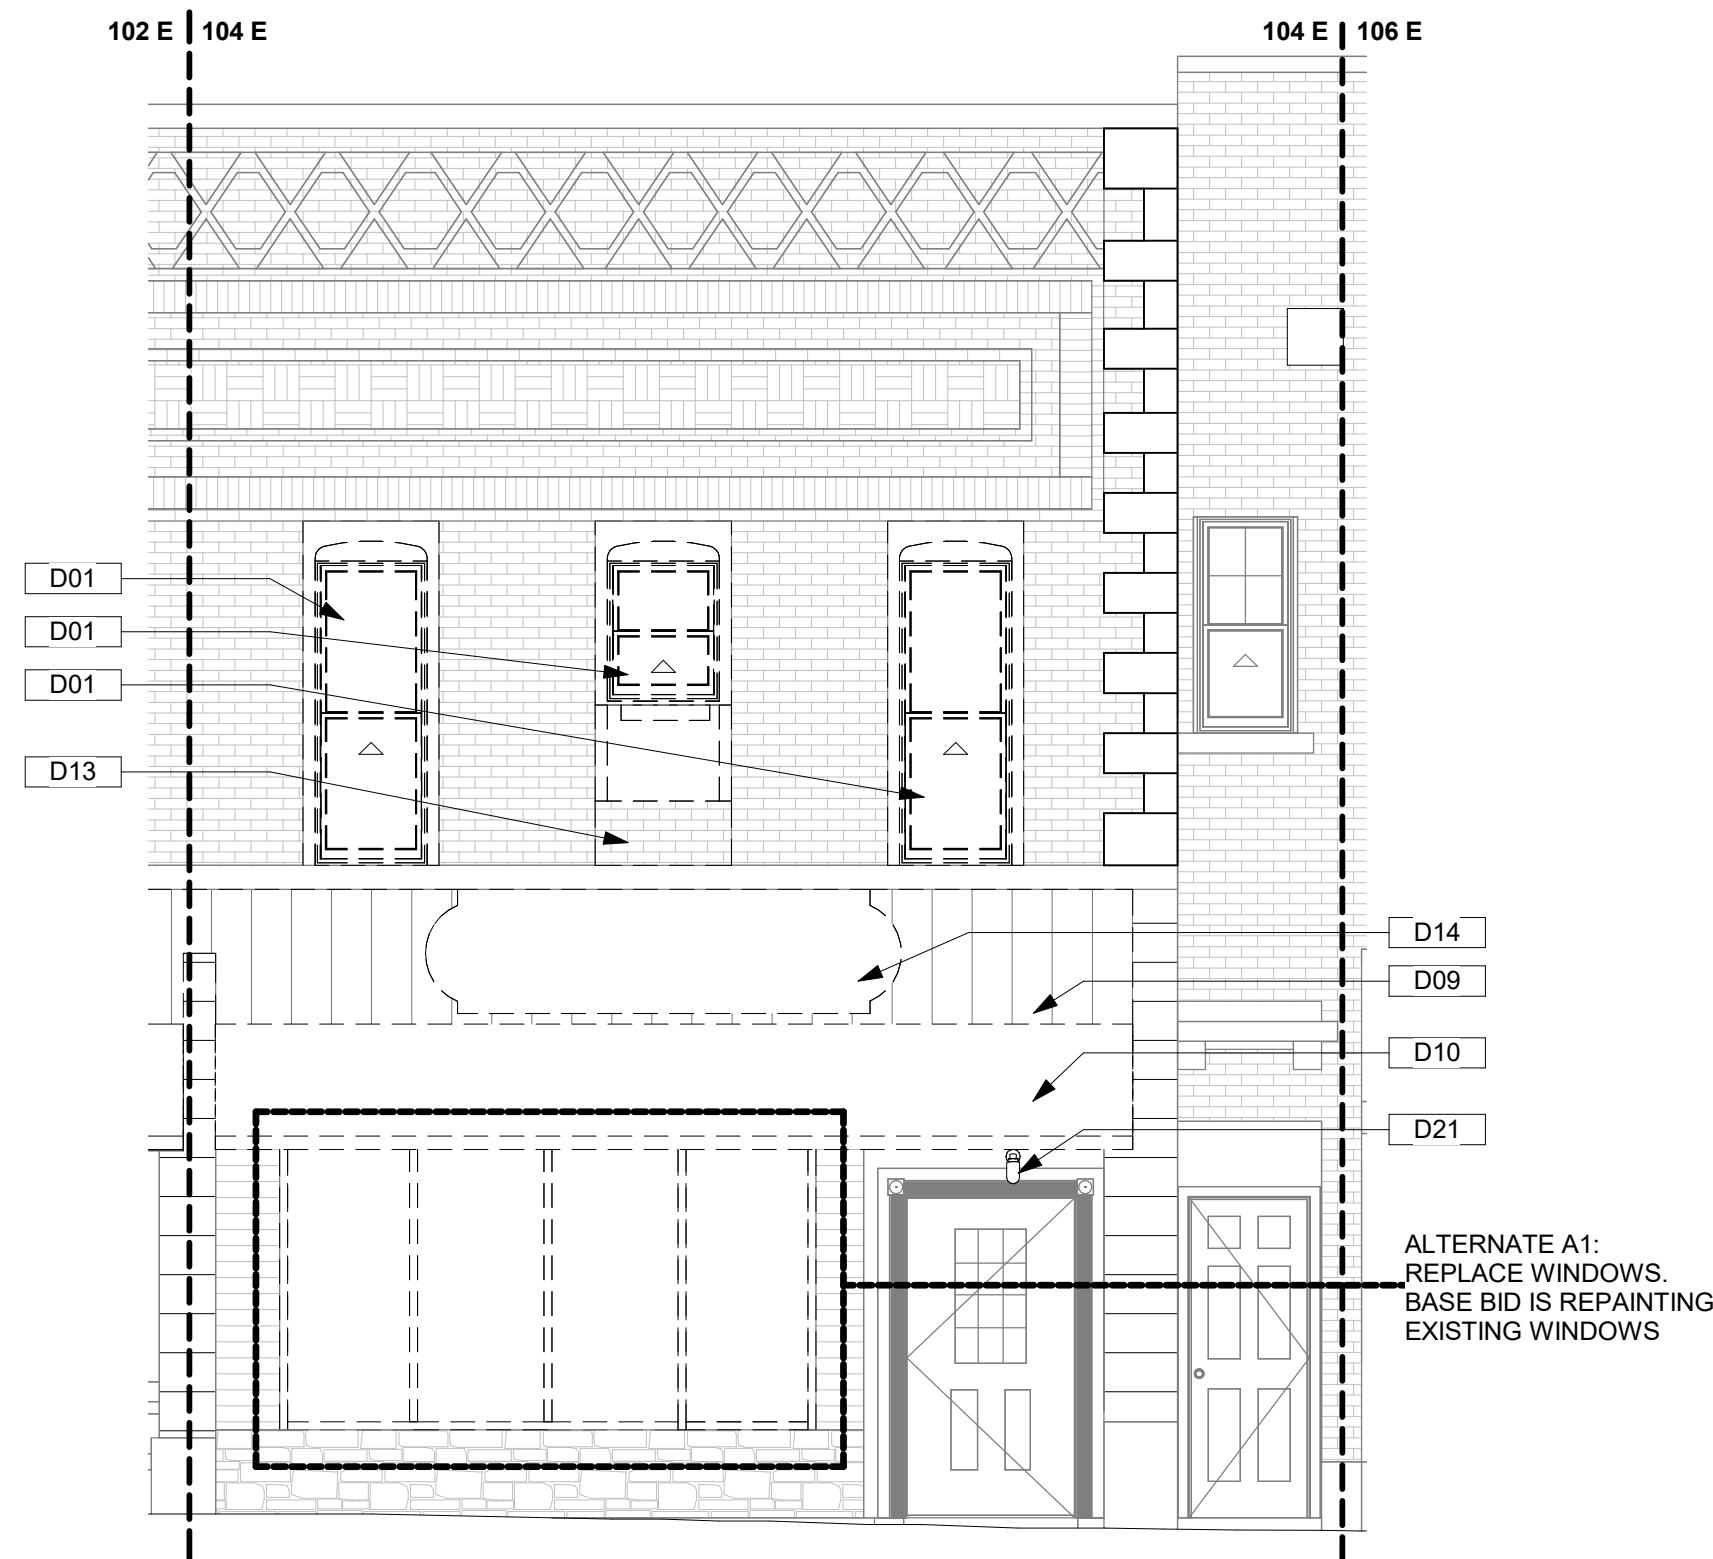 102 E 104 E
104 E 106 E
D01
D01
D01
D13
D14
D09
D10
D21
ALTERNATE A1:
REPLACE WINDOWS.
BASE BID IS REPAINTING
EXISTING WINDOWS